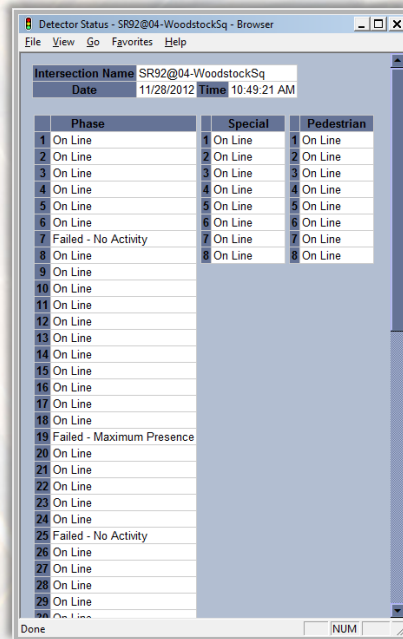 Detector Status - SR92@04-WoodstockSq - Browser
File View Go Favorites Help
Intersection Name SR92@04-WoodstockSq
Date 11/28/2012 Time 10:49:21 AM
Phase Special Pedestrian
1 On Line 1 On Line 1 On Line
2 On Line 2 On Line 2 On Line
3 On Line 3 On Line 3 On Line
4 On Line 4 On Line 4 On Line
5 On Line 5 On Line 5 On Line
6 On Line 6 On Line 6 On Line
7 Failed - No Activity 7 On Line 7 On Line
8 On Line 8 On Line 8 On Line
9 On Line
10 On Line
11 On Line
12 On Line
13 On Line
14 On Line
15 On Line
16 On Line
17 On Line
18 On Line
19 Failed - Maximum Presence
20 On Line
21 On Line
22 On Line
23 On Line
24 On Line
25 Failed - No Activity
26 On Line
27 On Line
28 On Line
29 On Line
30 On Line
Done NUM